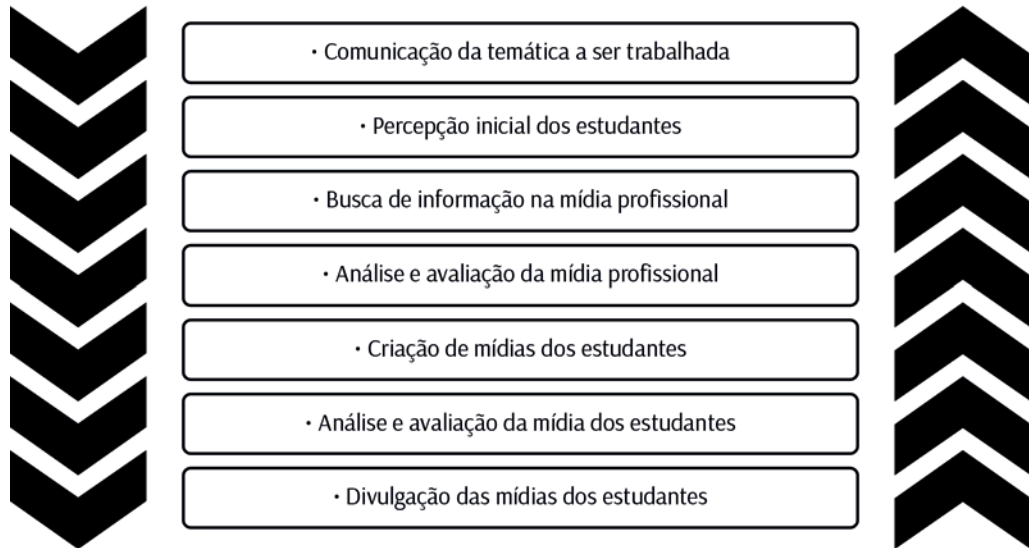 • Comunicação da temática a ser trabalhada
• Percepção inicial dos estudantes
• Busca de informação na mídia profissional
• Análise e avaliação da mídia profissional
• Criação de mídias dos estudantes
• Análise e avaliação da mídia dos estudantes
• Divulgação das mídias dos estudantes